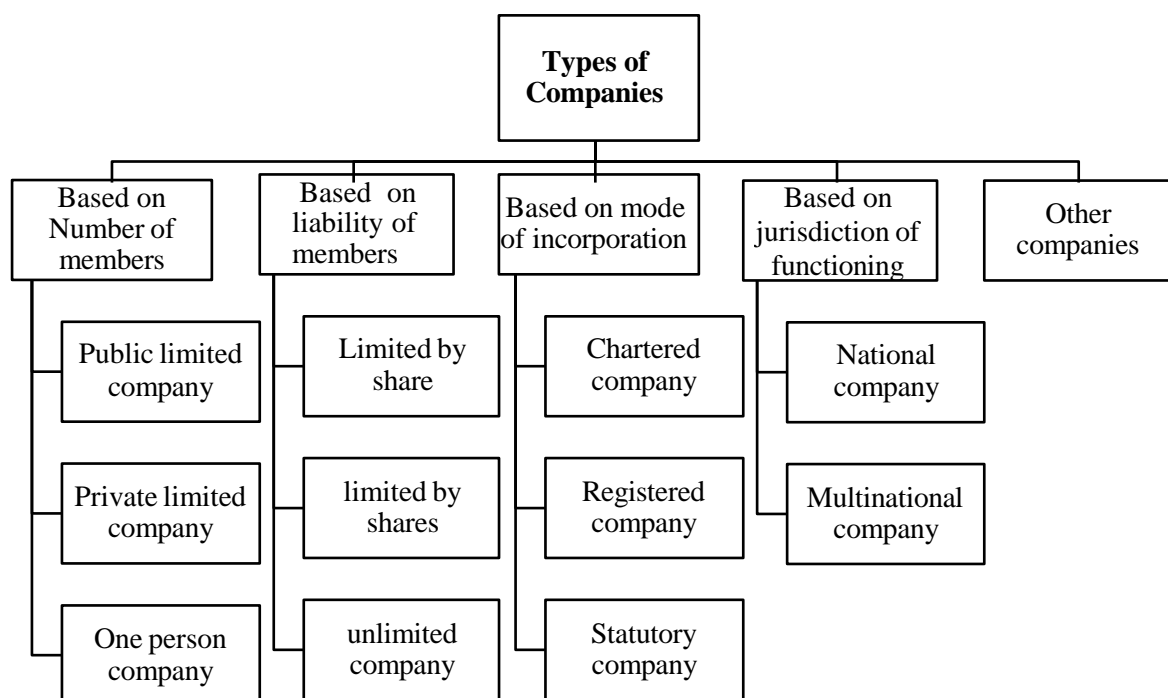 Types of
Companies
Based on
Number of
members
Based on
liability of
members
Based on mode
of incorporation
Based on
jurisdiction of
functioning
Other
companies
Public limited
company
Limited by
share
Chartered
company
National
company
Private limited
company
limited by
shares
Registered
company
Multinational
company
One person
company
unlimited
company
Statutory
company